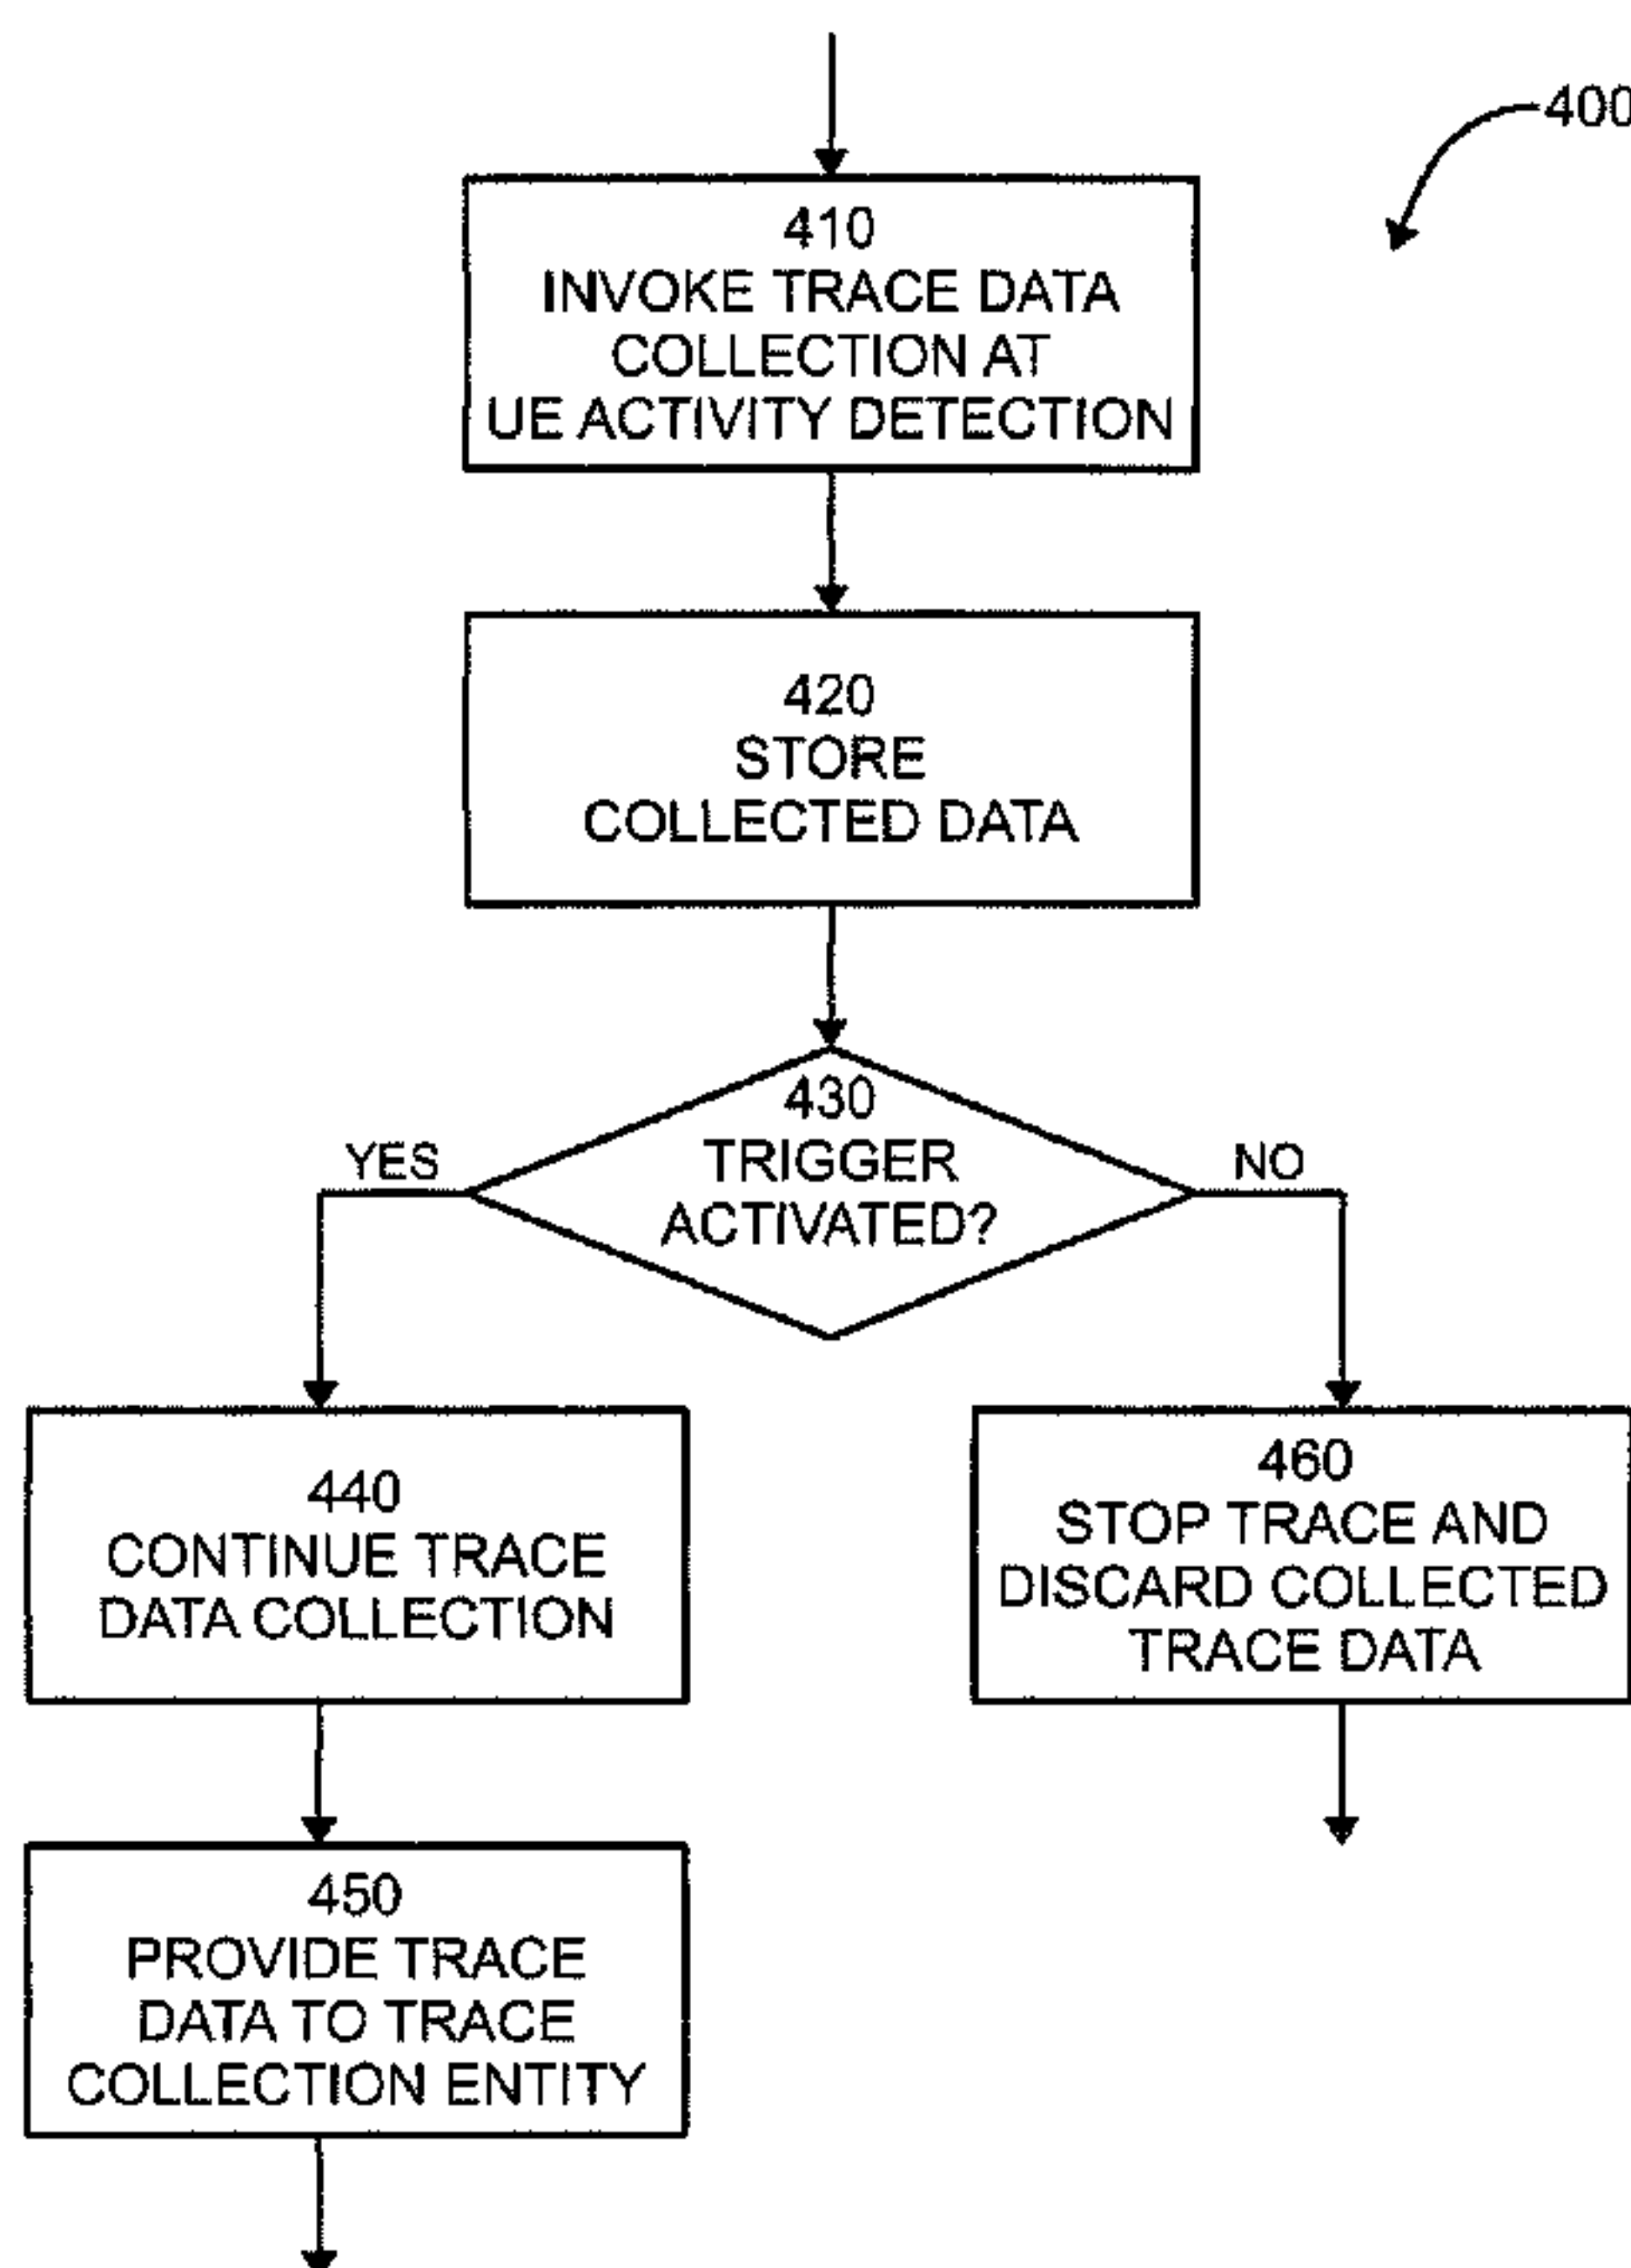 400
410
INVOKE TRACE DATA
COLLECTION AT
UE ACTIVITY DETECTION
420
STORE
COLLECTED DATA
430
TRIGGER
ACTIVATED?
YES
NO
440
CONTINUE TRACE
DATA COLLECTION
460
STOP TRACE AND
DISCARD COLLECTED
TRACE DATA
450
PROVIDE TRACE
DATA TO TRACE
COLLECTION ENTITY